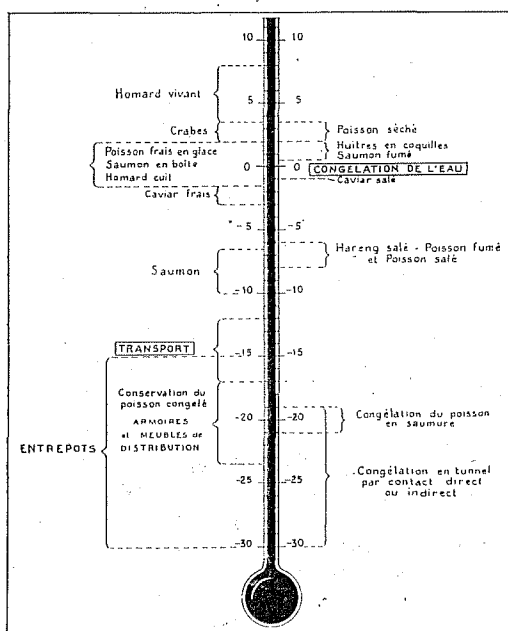 10 10
Homard vivant
5 5
Crabes
Poisson sèché
Poisson frais en glace
Saumon en boîte
Homard cuit
Huitres en coquilles
Saumon fumé
0 0
CONGÉLATION DE L'EAU
Caviar salé
Caviar frais
-5 -5
Saumon
Hareng salé - Poisson fumé
et Poisson salé
-10 -10
TRANSPORT
-15 -15
Conservation du
poisson congelé
ARMOIRES
et MEUBLES de
DISTRIBUTION
-20 -20
Congélation du poisson
en saumure
ENTREPOTS
-25 -25
Congélation en tunnel
par contact direct
ou indirect
-30 -30